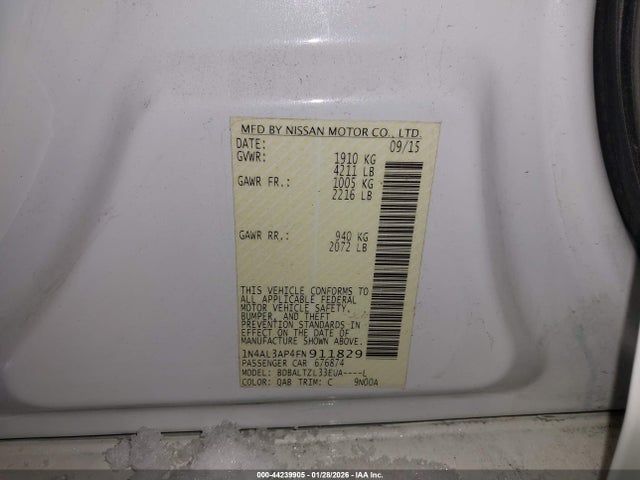 MFD BY NISSAN MOTOR CO., LTD.
DATE: 09/15
GVWR: 1910 KG
4211 LB
GAWR FR.: 1005 KG
2216 LB
GAWR RR.: 940 KG
2072 LB
THIS VEHICLE CONFORMS TO
ALL APPLICABLE FEDERAL
MOTOR VEHICLE SAFETY,
BUMPER, AND THEFT
PREVENTION STANDARDS IN
EFFECT ON THE DATE OF
MANUFACTURE SHOWN ABOVE.
1N4AL3AP4FN911829
PASSENGER CAR 676874
MODEL: BDBALTZL33EUA----L
COLOR: QAB TRIM: C 9N00A
000-44239905 - 01/28/2026 - IAA Inc.